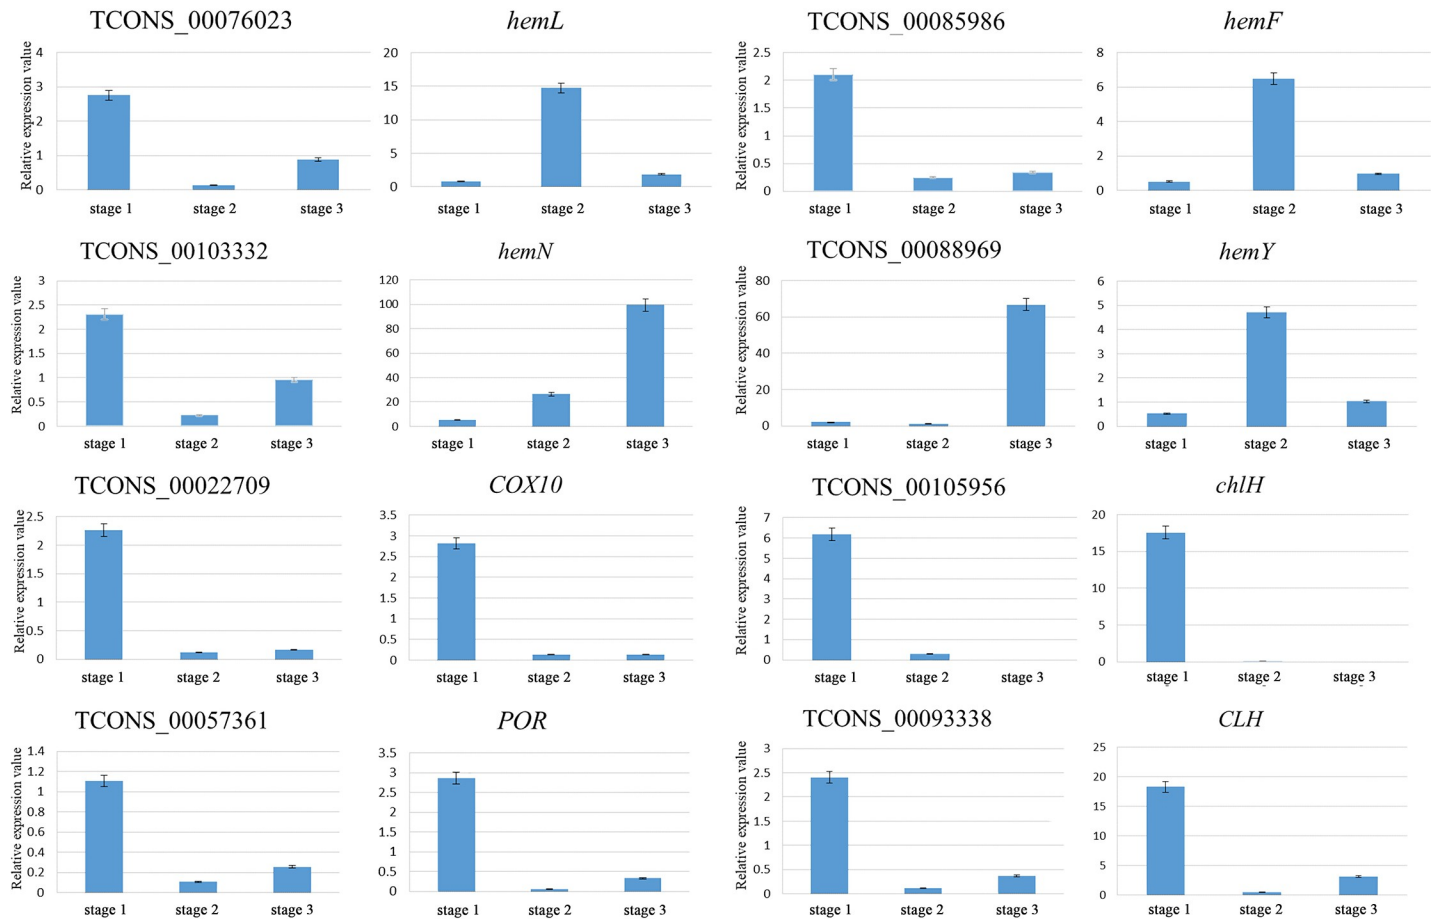 TCONS_00076023
Relative expression value
4
3
2
1
0
stage 1 stage 2 stage 3
hemL
20
15
10
5
0
stage 1 stage 2 stage 3
TCONS_00085986
Relative expression value
2.5
2
1.5
1
0.5
0
stage 1 stage 2 stage 3
hemF
8
6
4
2
0
stage 1 stage 2 stage 3
TCONS_00103332
Relative expression value
3
2.5
2
1.5
1
0.5
0
stage 1 stage 2 stage 3
hemN
120
100
80
60
40
20
0
stage 1 stage 2 stage 3
TCONS_00088969
Relative expression value
80
60
40
20
0
stage 1 stage 2 stage 3
hemY
6
5
4
3
2
1
0
stage 1 stage 2 stage 3
TCONS_00022709
Relative expression value
2.5
2
1.5
1
0.5
0
stage 1 stage 2 stage 3
COX10
3.5
3
2.5
2
1.5
1
0.5
0
stage 1 stage 2 stage 3
TCONS_00105956
Relative expression value
7
6
5
4
3
2
1
0
stage 1 stage 2 stage 3
chlH
20
15
10
5
0
stage 1 stage 2 stage 3
TCONS_00057361
Relative expression value
1.4
1.2
1
0.8
0.6
0.4
0.2
0
stage 1 stage 2 stage 3
POR
3.5
3
2.5
2
1.5
1
0.5
0
stage 1 stage 2 stage 3
TCONS_00093338
Relative expression value
3
2.5
2
1.5
1
0.5
0
stage 1 stage 2 stage 3
CLH
25
20
15
10
5
0
stage 1 stage 2 stage 3